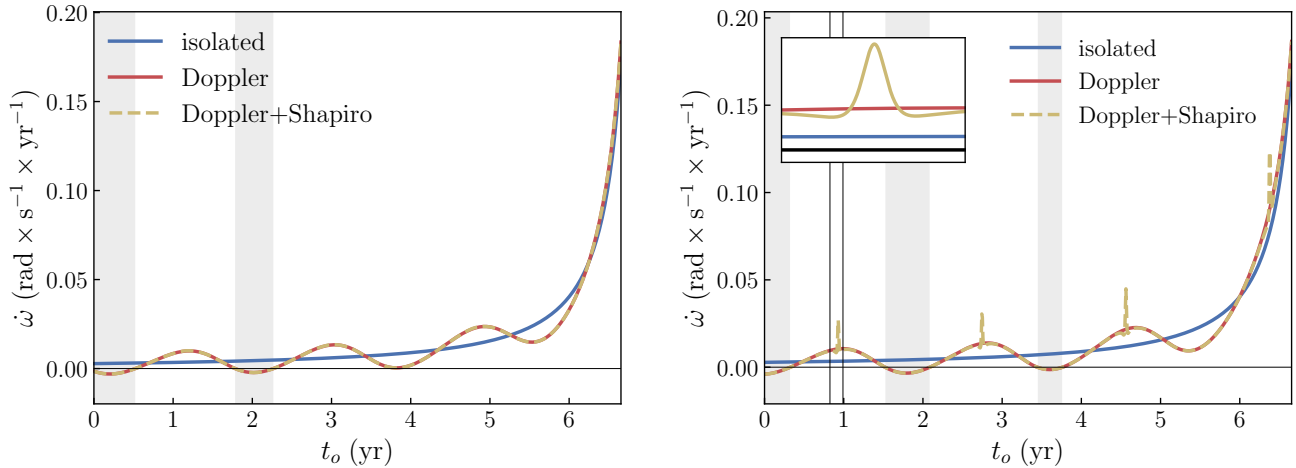 0.20
0.15
0.10
0.05
0.00
ω̇ (rad × s⁻¹ × yr⁻¹)
isolated
Doppler
Doppler+Shapiro
0 1 2 3 4 5 6
t_o (yr)
0.20
0.15
0.10
0.05
0.00
ω̇ (rad × s⁻¹ × yr⁻¹)
isolated
Doppler
Doppler+Shapiro
0 1 2 3 4 5 6
t_o (yr)